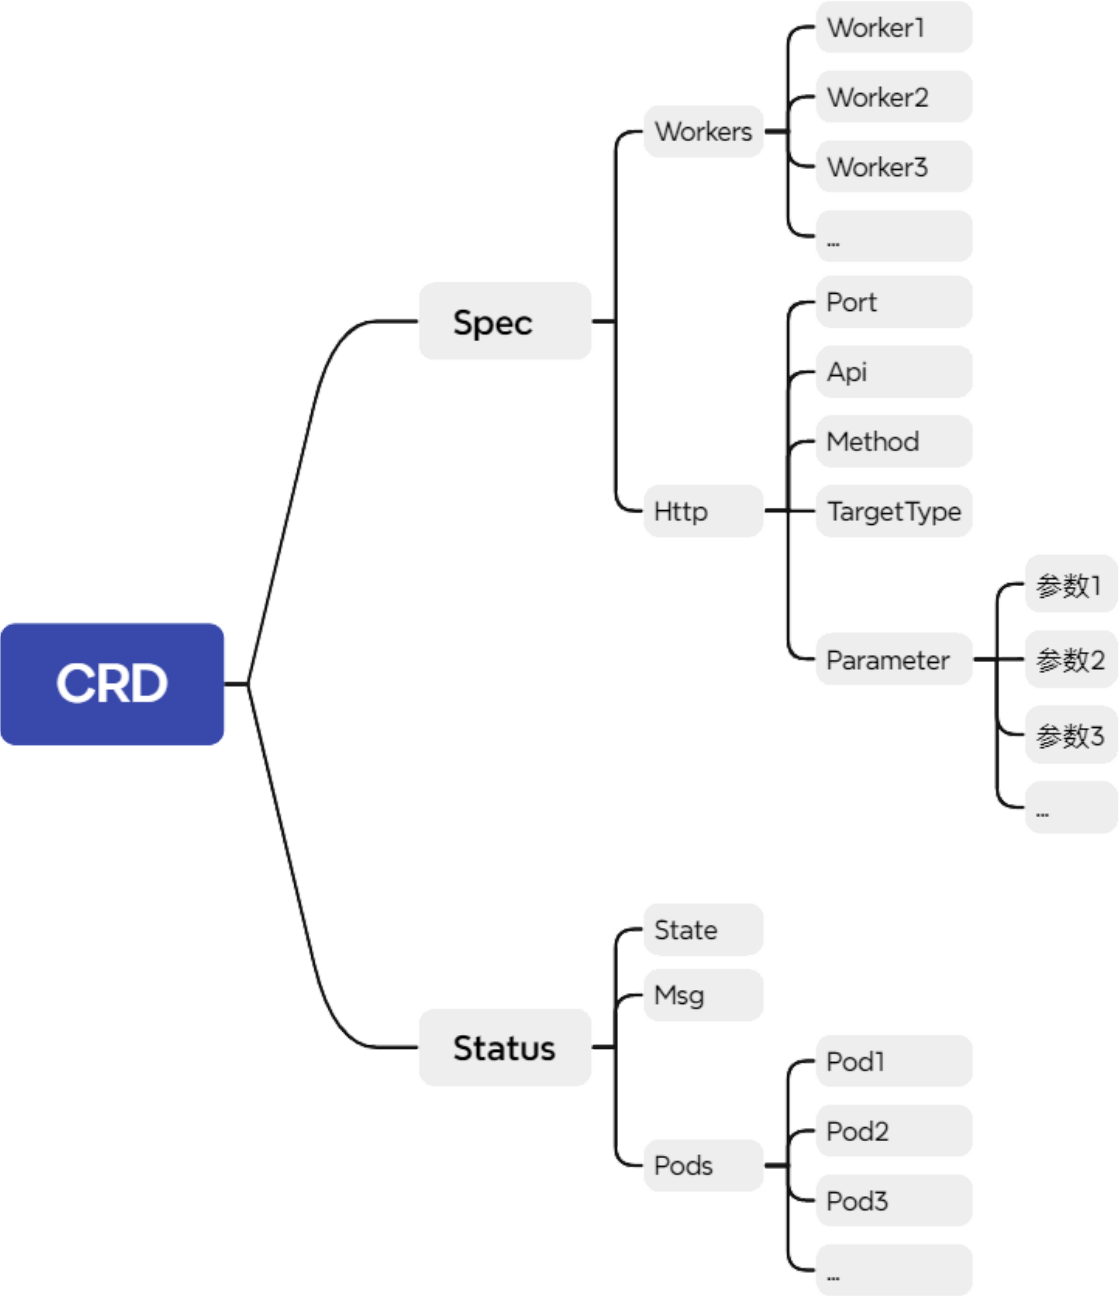 CRD
Spec
Workers
Worker1
Worker2
Worker3
...
Http
Port
Api
Method
TargetType
Parameter
参数1
参数2
参数3
...
Status
State
Msg
Pods
Pod1
Pod2
Pod3
...